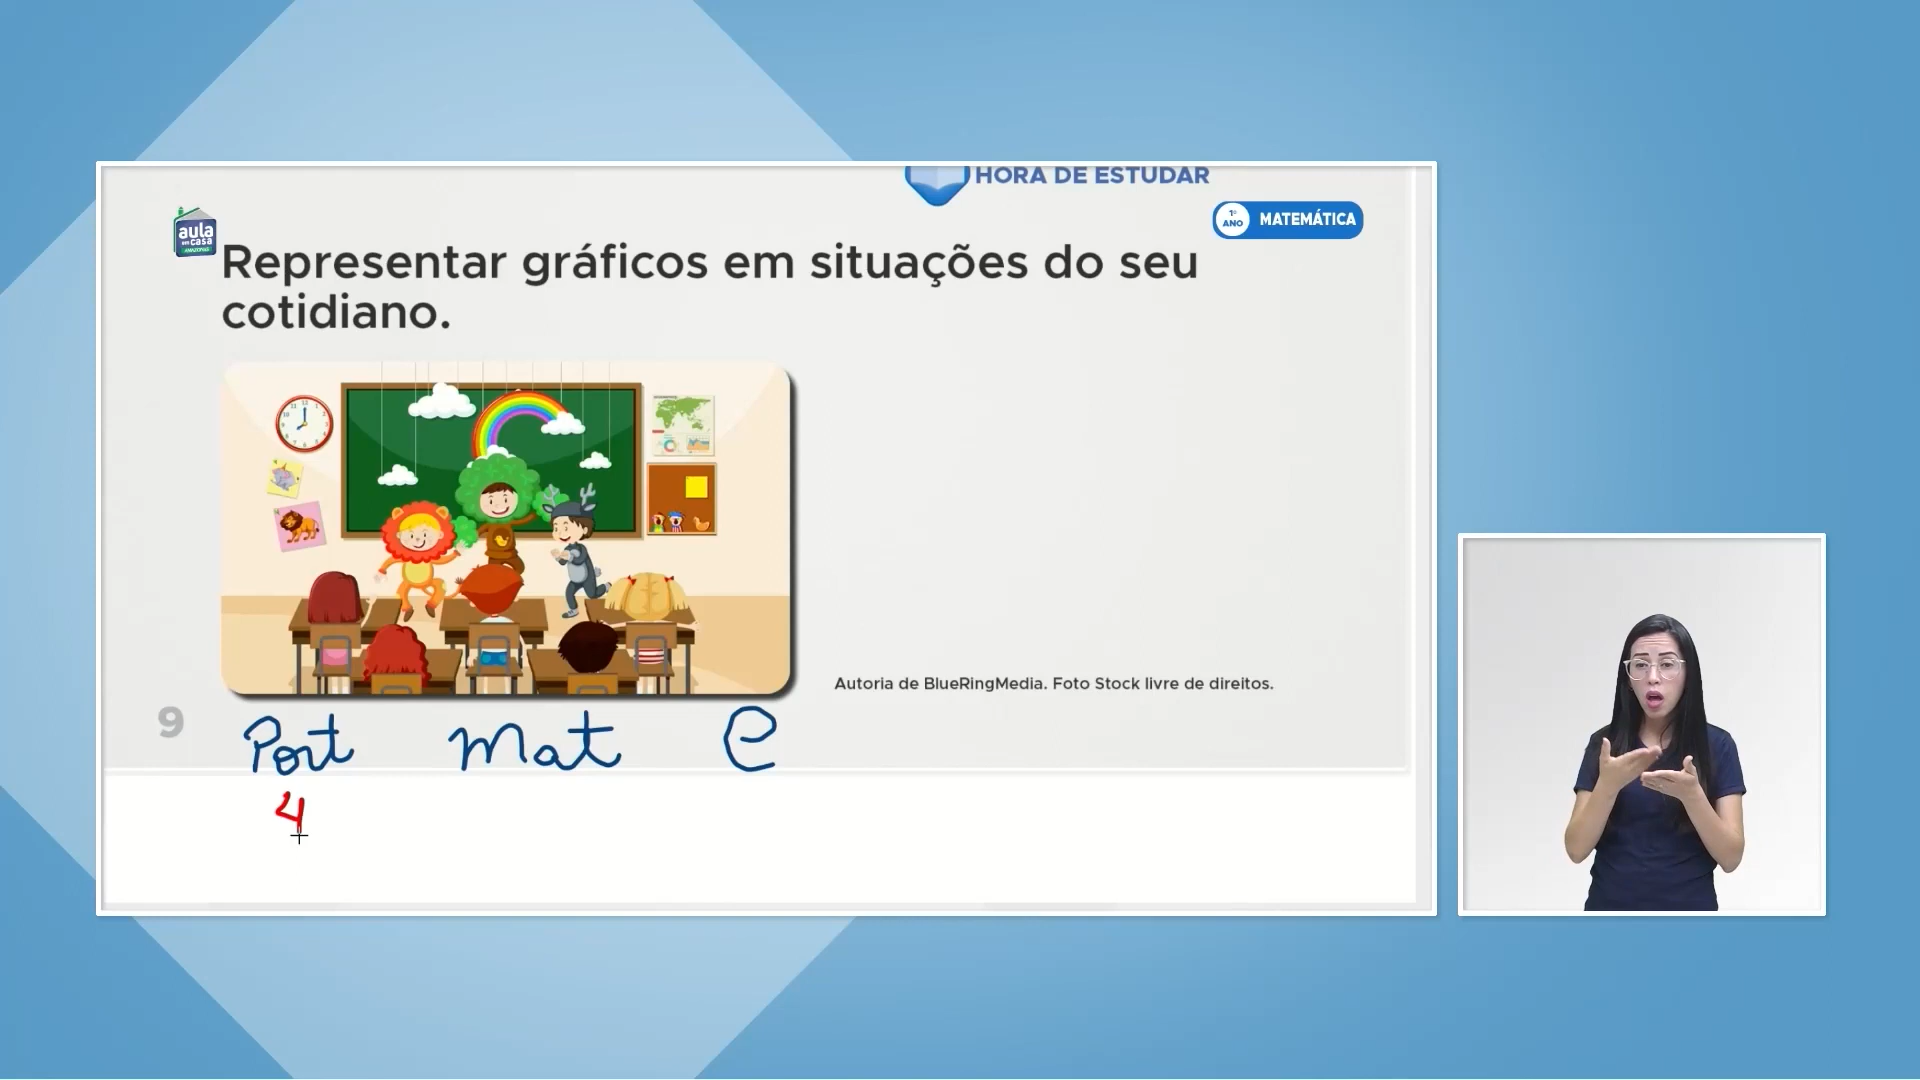 HORA DE ESTUDAR
1º ANO MATEMÁTICA
aula em casa
AMAZONAS
Representar gráficos em situações do seu
cotidiano.
Autoria de BlueRingMedia. Foto Stock livre de direitos.
9
Port Mat C
4